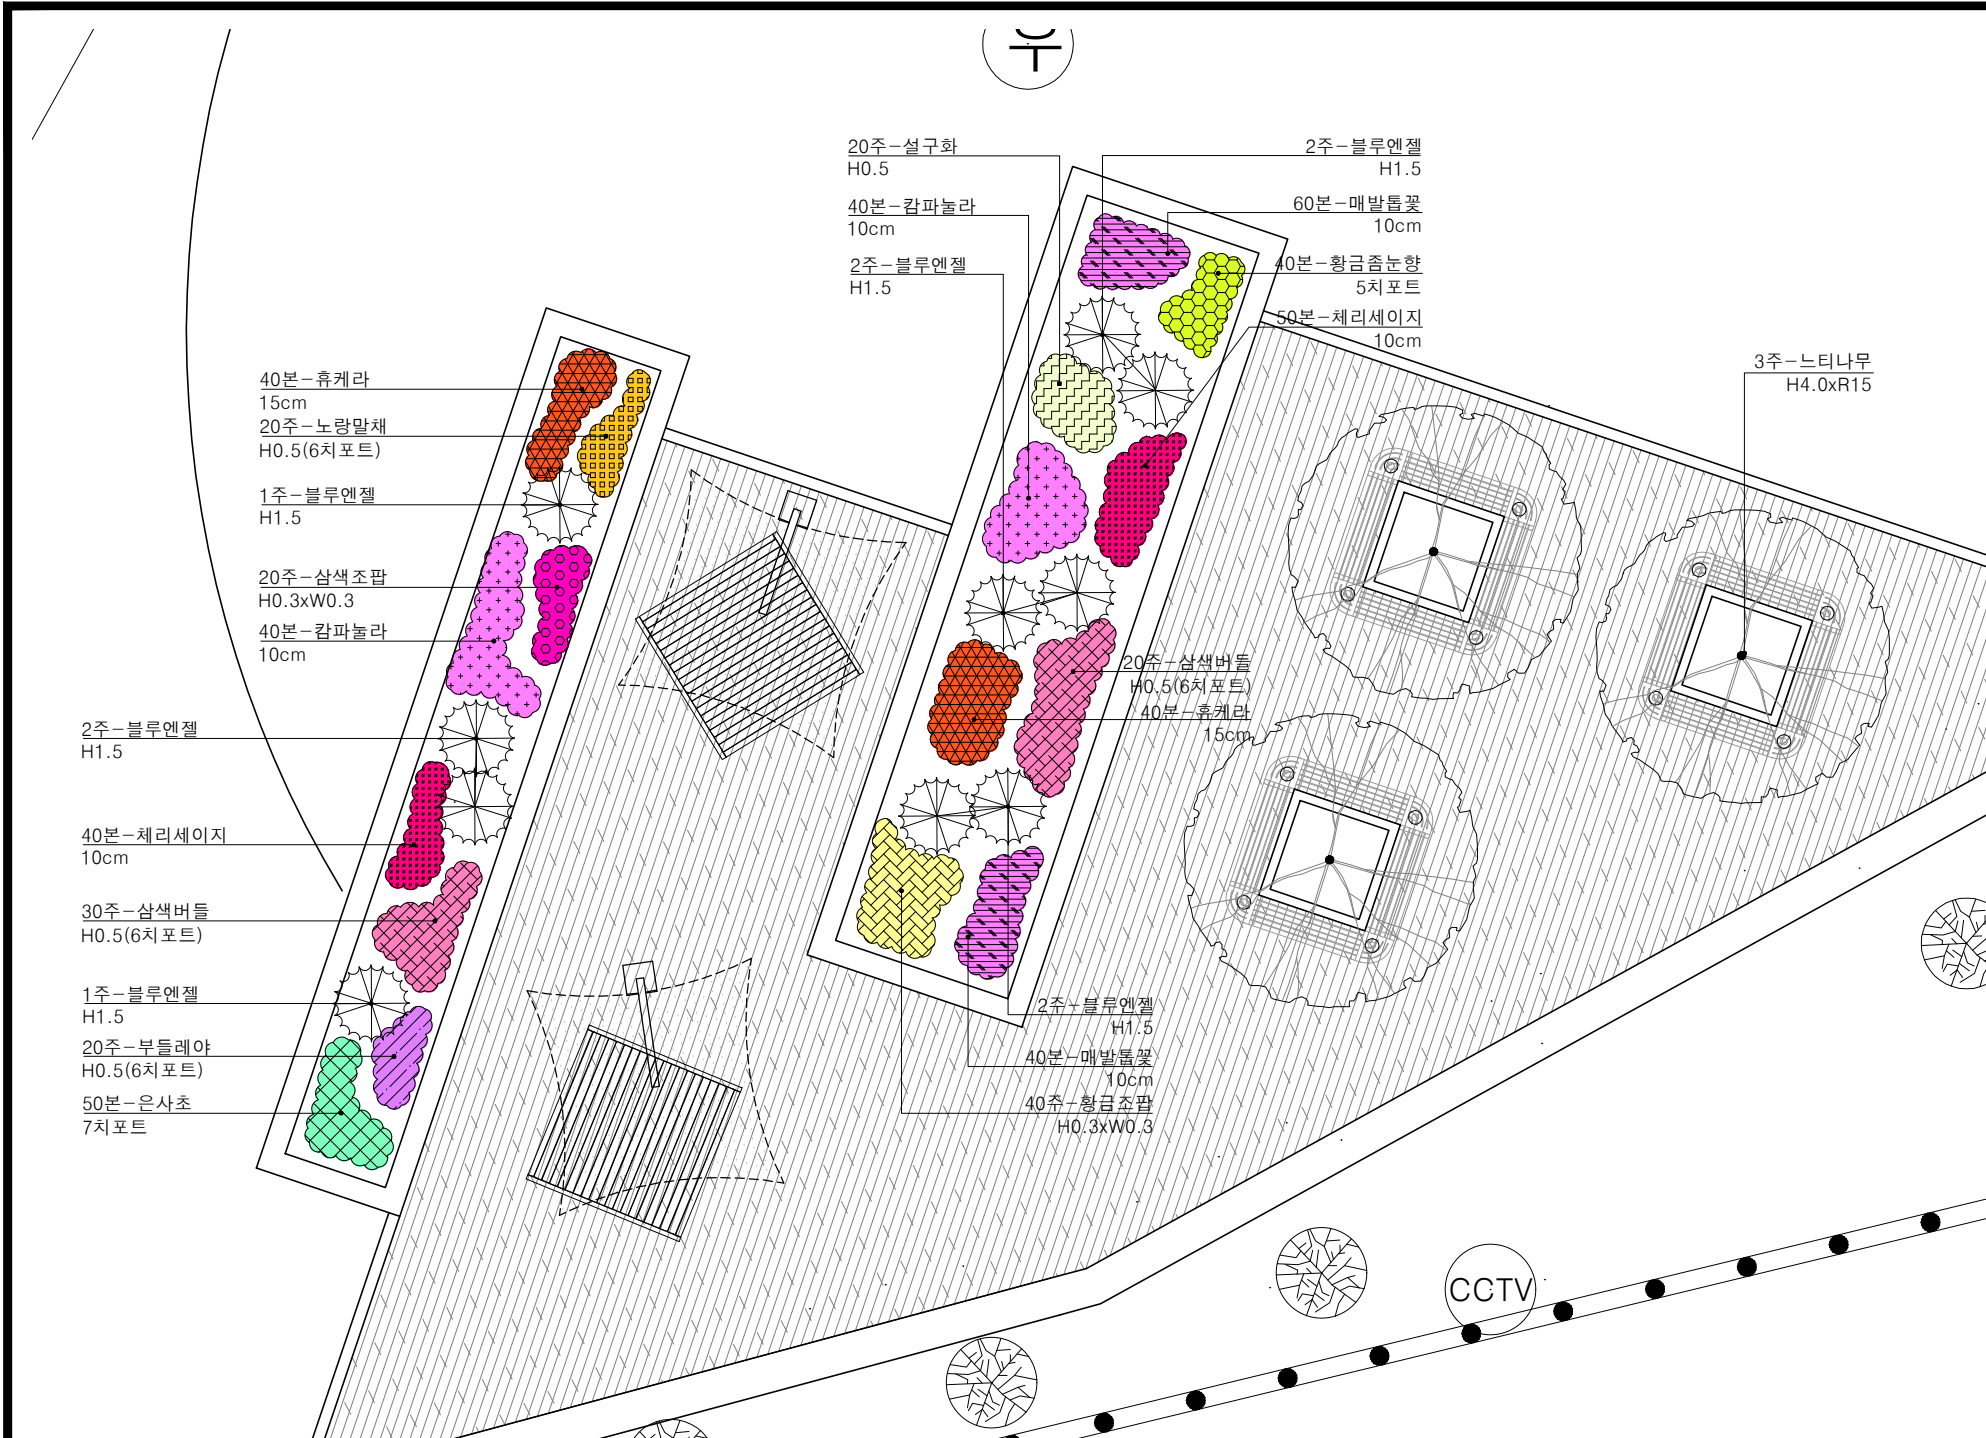 20주-설구화
H0.5
2주-블루엔젤
H1.5
40본-캄파눌라
10cm
60본-매발톱꽃
10cm
2주-블루엔젤
H1.5
40본-황금좀눈향
5치포트
50본-체리세이지
10cm
3주-느티나무
H4.0xR15
40본-휴케라
15cm
20주-노랑말채
H0.5(6치포트)
1주-블루엔젤
H1.5
20주-삼색조팝
H0.3xW0.3
40본-캄파눌라
10cm
20주-삼색버들
H0.5(6치포트)
40본-휴케라
15cm
2주-블루엔젤
H1.5
40본-체리세이지
10cm
30주-삼색버들
H0.5(6치포트)
1주-블루엔젤
H1.5
20주-부들레야
H0.5(6치포트)
50본-은사초
7치포트
2주-블루엔젤
H1.5
40본-매발톱꽃
10cm
40주-황금조팝
H0.3xW0.3
CCTV